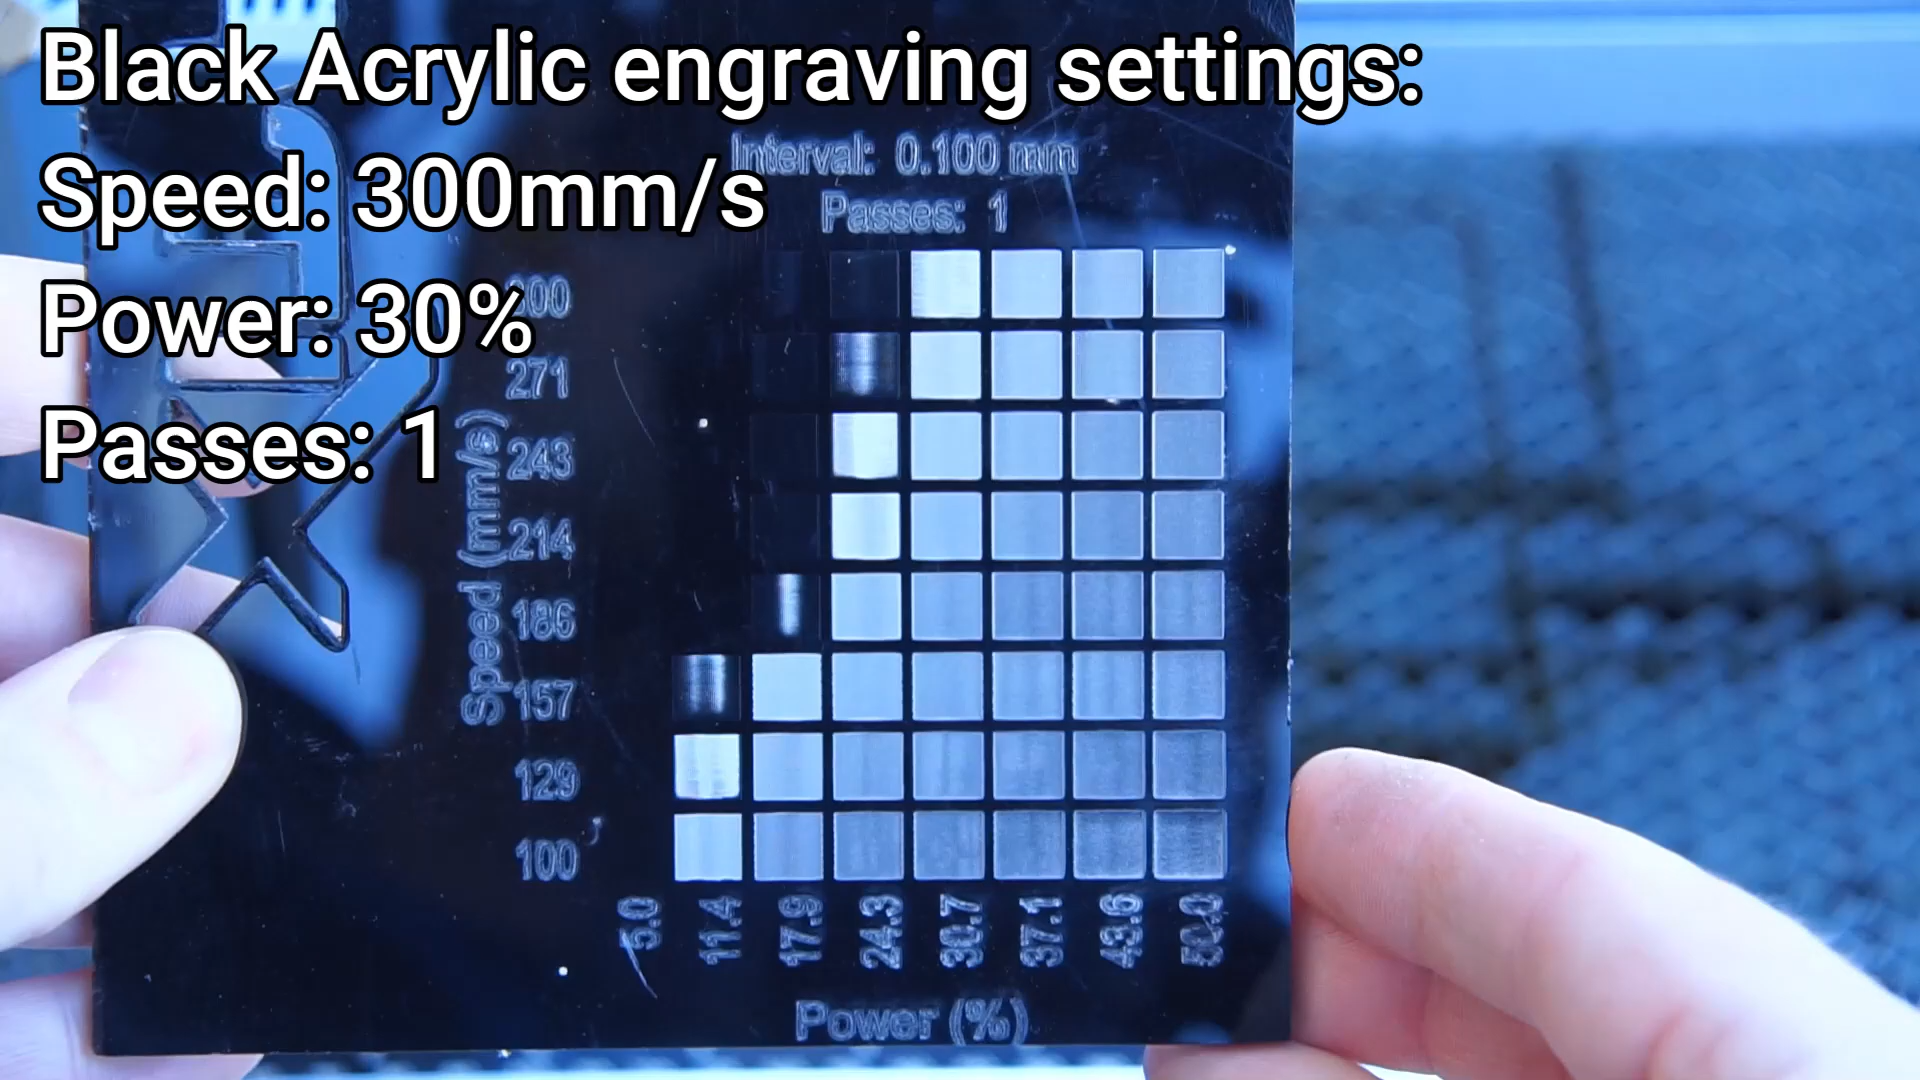 Black Acrylic engraving settings:
Speed: 300mm/s
Power: 30%
Passes: 1
Interval: 0.100 mm
Passes: 1
Speed (mm/s)
300
271
243
214
186
157
129
100
5.0
11.4
17.9
24.3
30.7
37.1
43.6
50.0
Power (%)